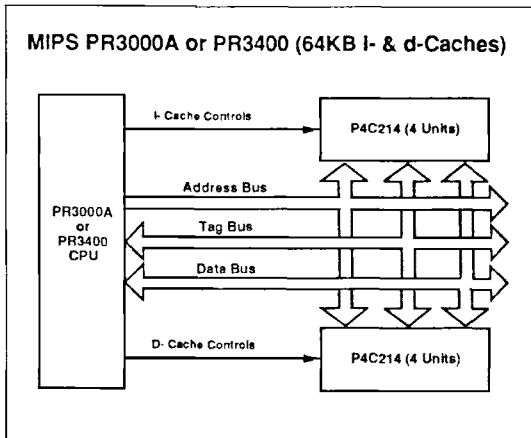 MIPS PR3000A or PR3400 (64KB I- & d-Caches)
I- Cache Controls
P4C214 (4 Units)
Address Bus
PR3000A
or
PR3400
CPU
Tag Bus
Data Bus
D- Cache Controls
P4C214 (4 Units)